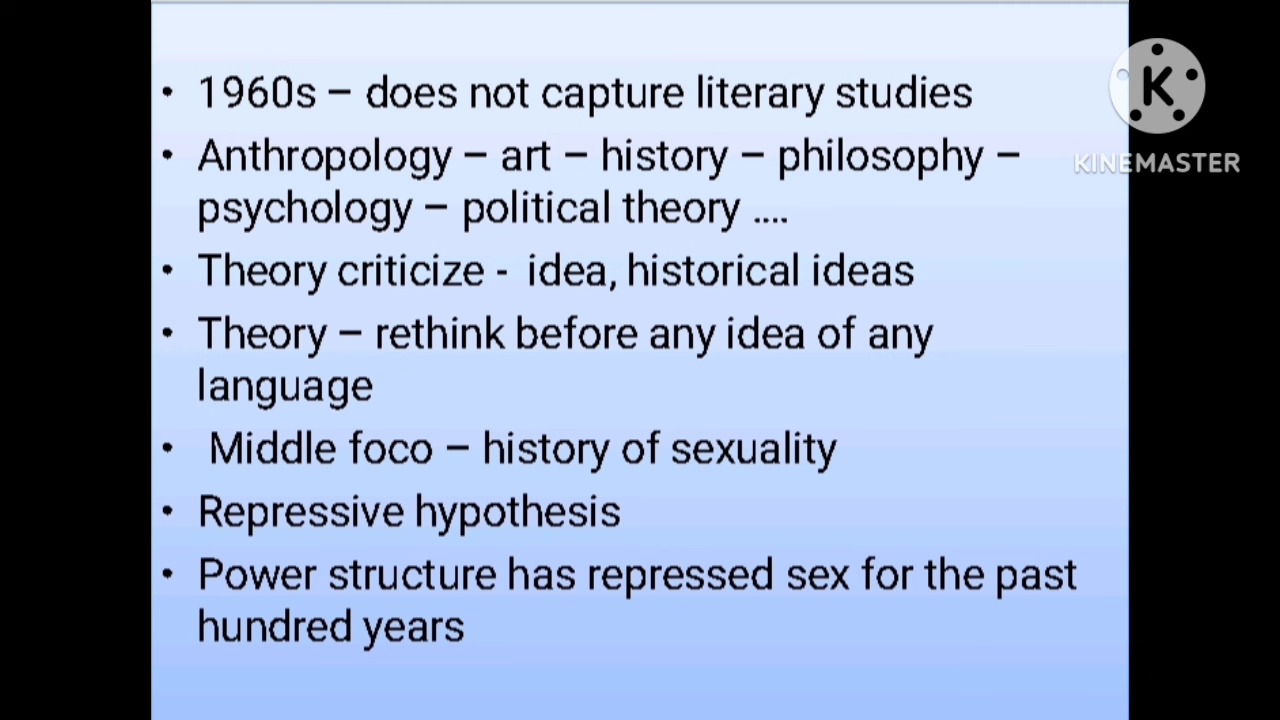 • 1960s – does not capture literary studies
• Anthropology – art – history – philosophy –
psychology – political theory ....
• Theory criticize - idea, historical ideas
• Theory – rethink before any idea of any
language
• Middle foco – history of sexuality
• Repressive hypothesis
• Power structure has repressed sex for the past
hundred years
K
KINEMASTER